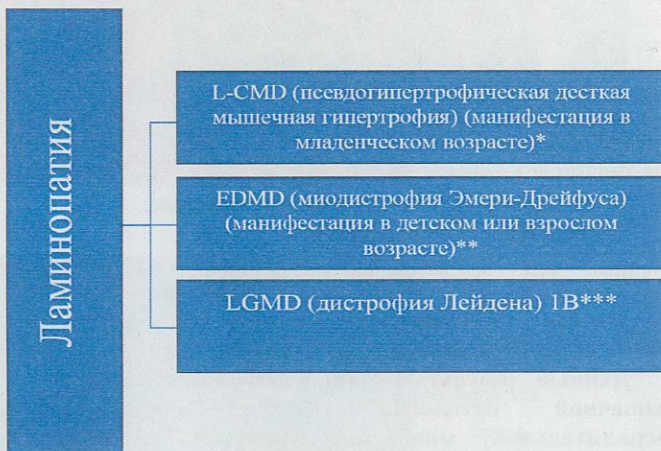 Ламинопатия
L-CMD (псевдогипертрофическая десткая
мышечная гипертрофия) (манифестация в
младенческом возрасте)*
EDMD (миодистрофия Эмери-Дрейфуса)
(манифестация в детском или взрослом
возрасте)**
LGMD (дистрофия Лейдена) 1B***